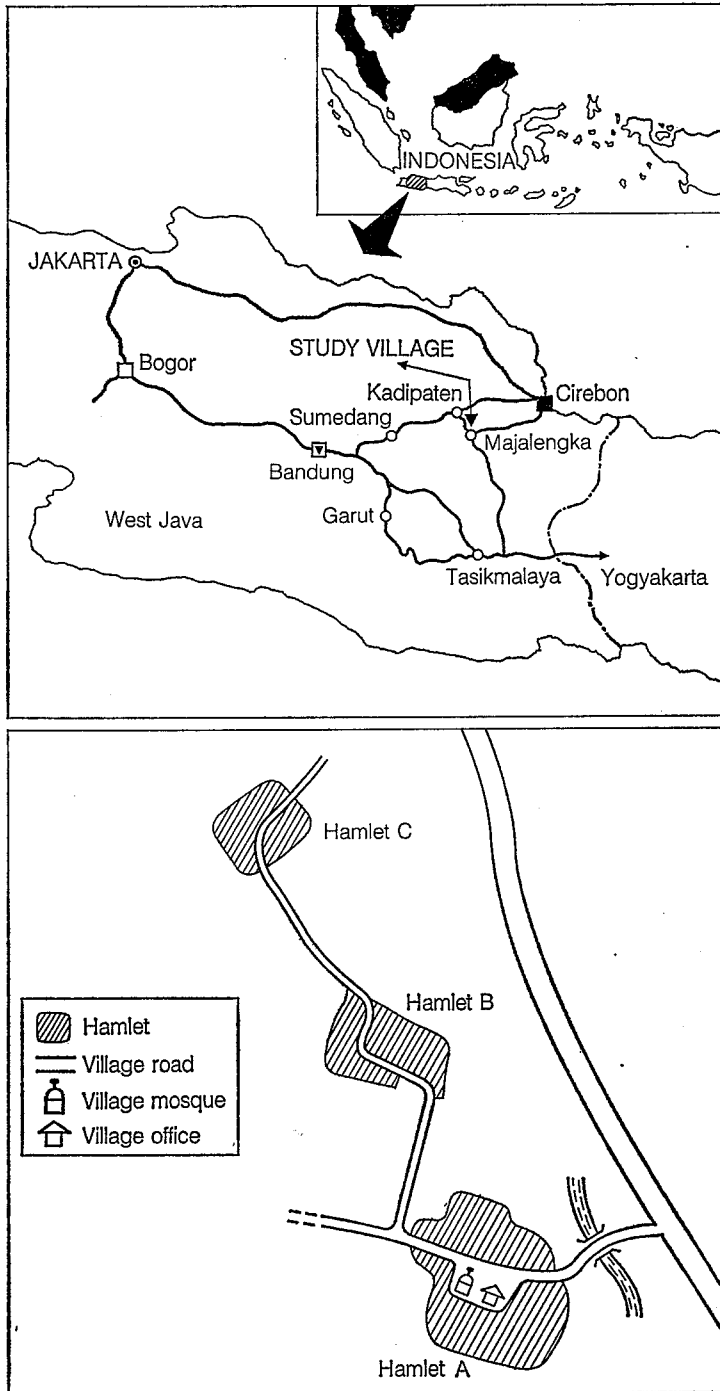 INDONESIA
JAKARTA
Bogor
STUDY VILLAGE
Kadipaten
Cirebon
Sumedang
Majalengka
Bandung
Garut
West Java
Tasikmalaya
Yogyakarta
Hamlet C
Hamlet B
Hamlet
Village road
Village mosque
Village office
Hamlet A